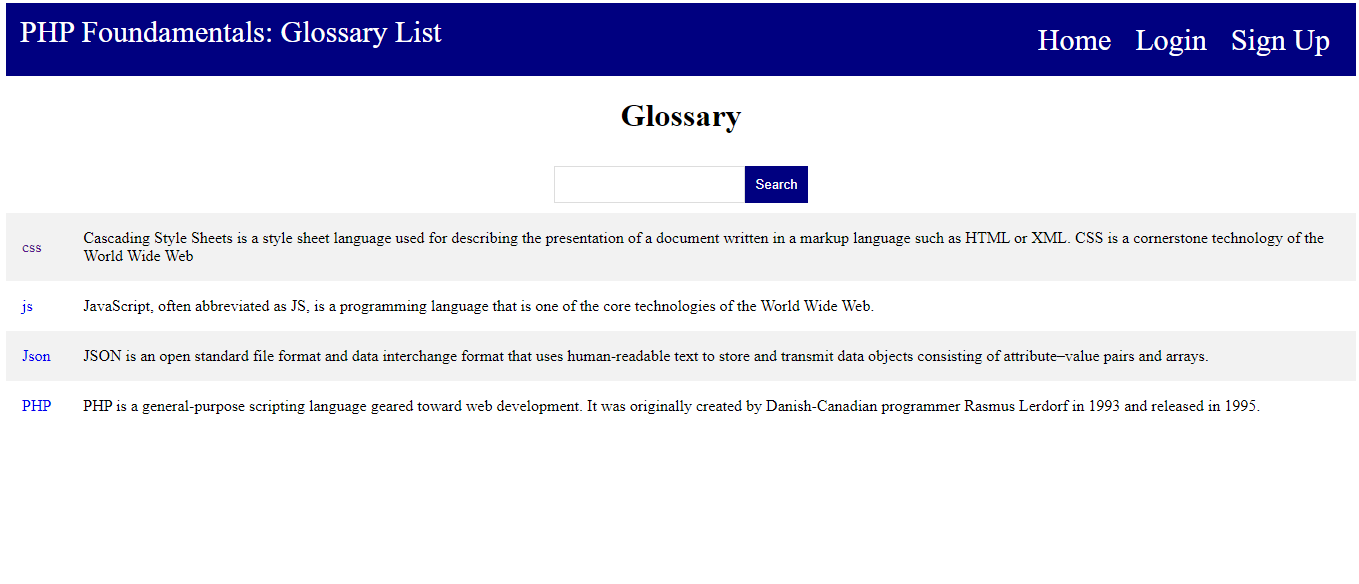 PHP Foundamentals: Glossary List
Home Login Sign Up
Glossary
Search
css
Cascading Style Sheets is a style sheet language used for describing the presentation of a document written in a markup language such as HTML or XML. CSS is a cornerstone technology of the
World Wide Web
js
JavaScript, often abbreviated as JS, is a programming language that is one of the core technologies of the World Wide Web.
Json
JSON is an open standard file format and data interchange format that uses human-readable text to store and transmit data objects consisting of attribute–value pairs and arrays.
PHP
PHP is a general-purpose scripting language geared toward web development. It was originally created by Danish-Canadian programmer Rasmus Lerdorf in 1993 and released in 1995.